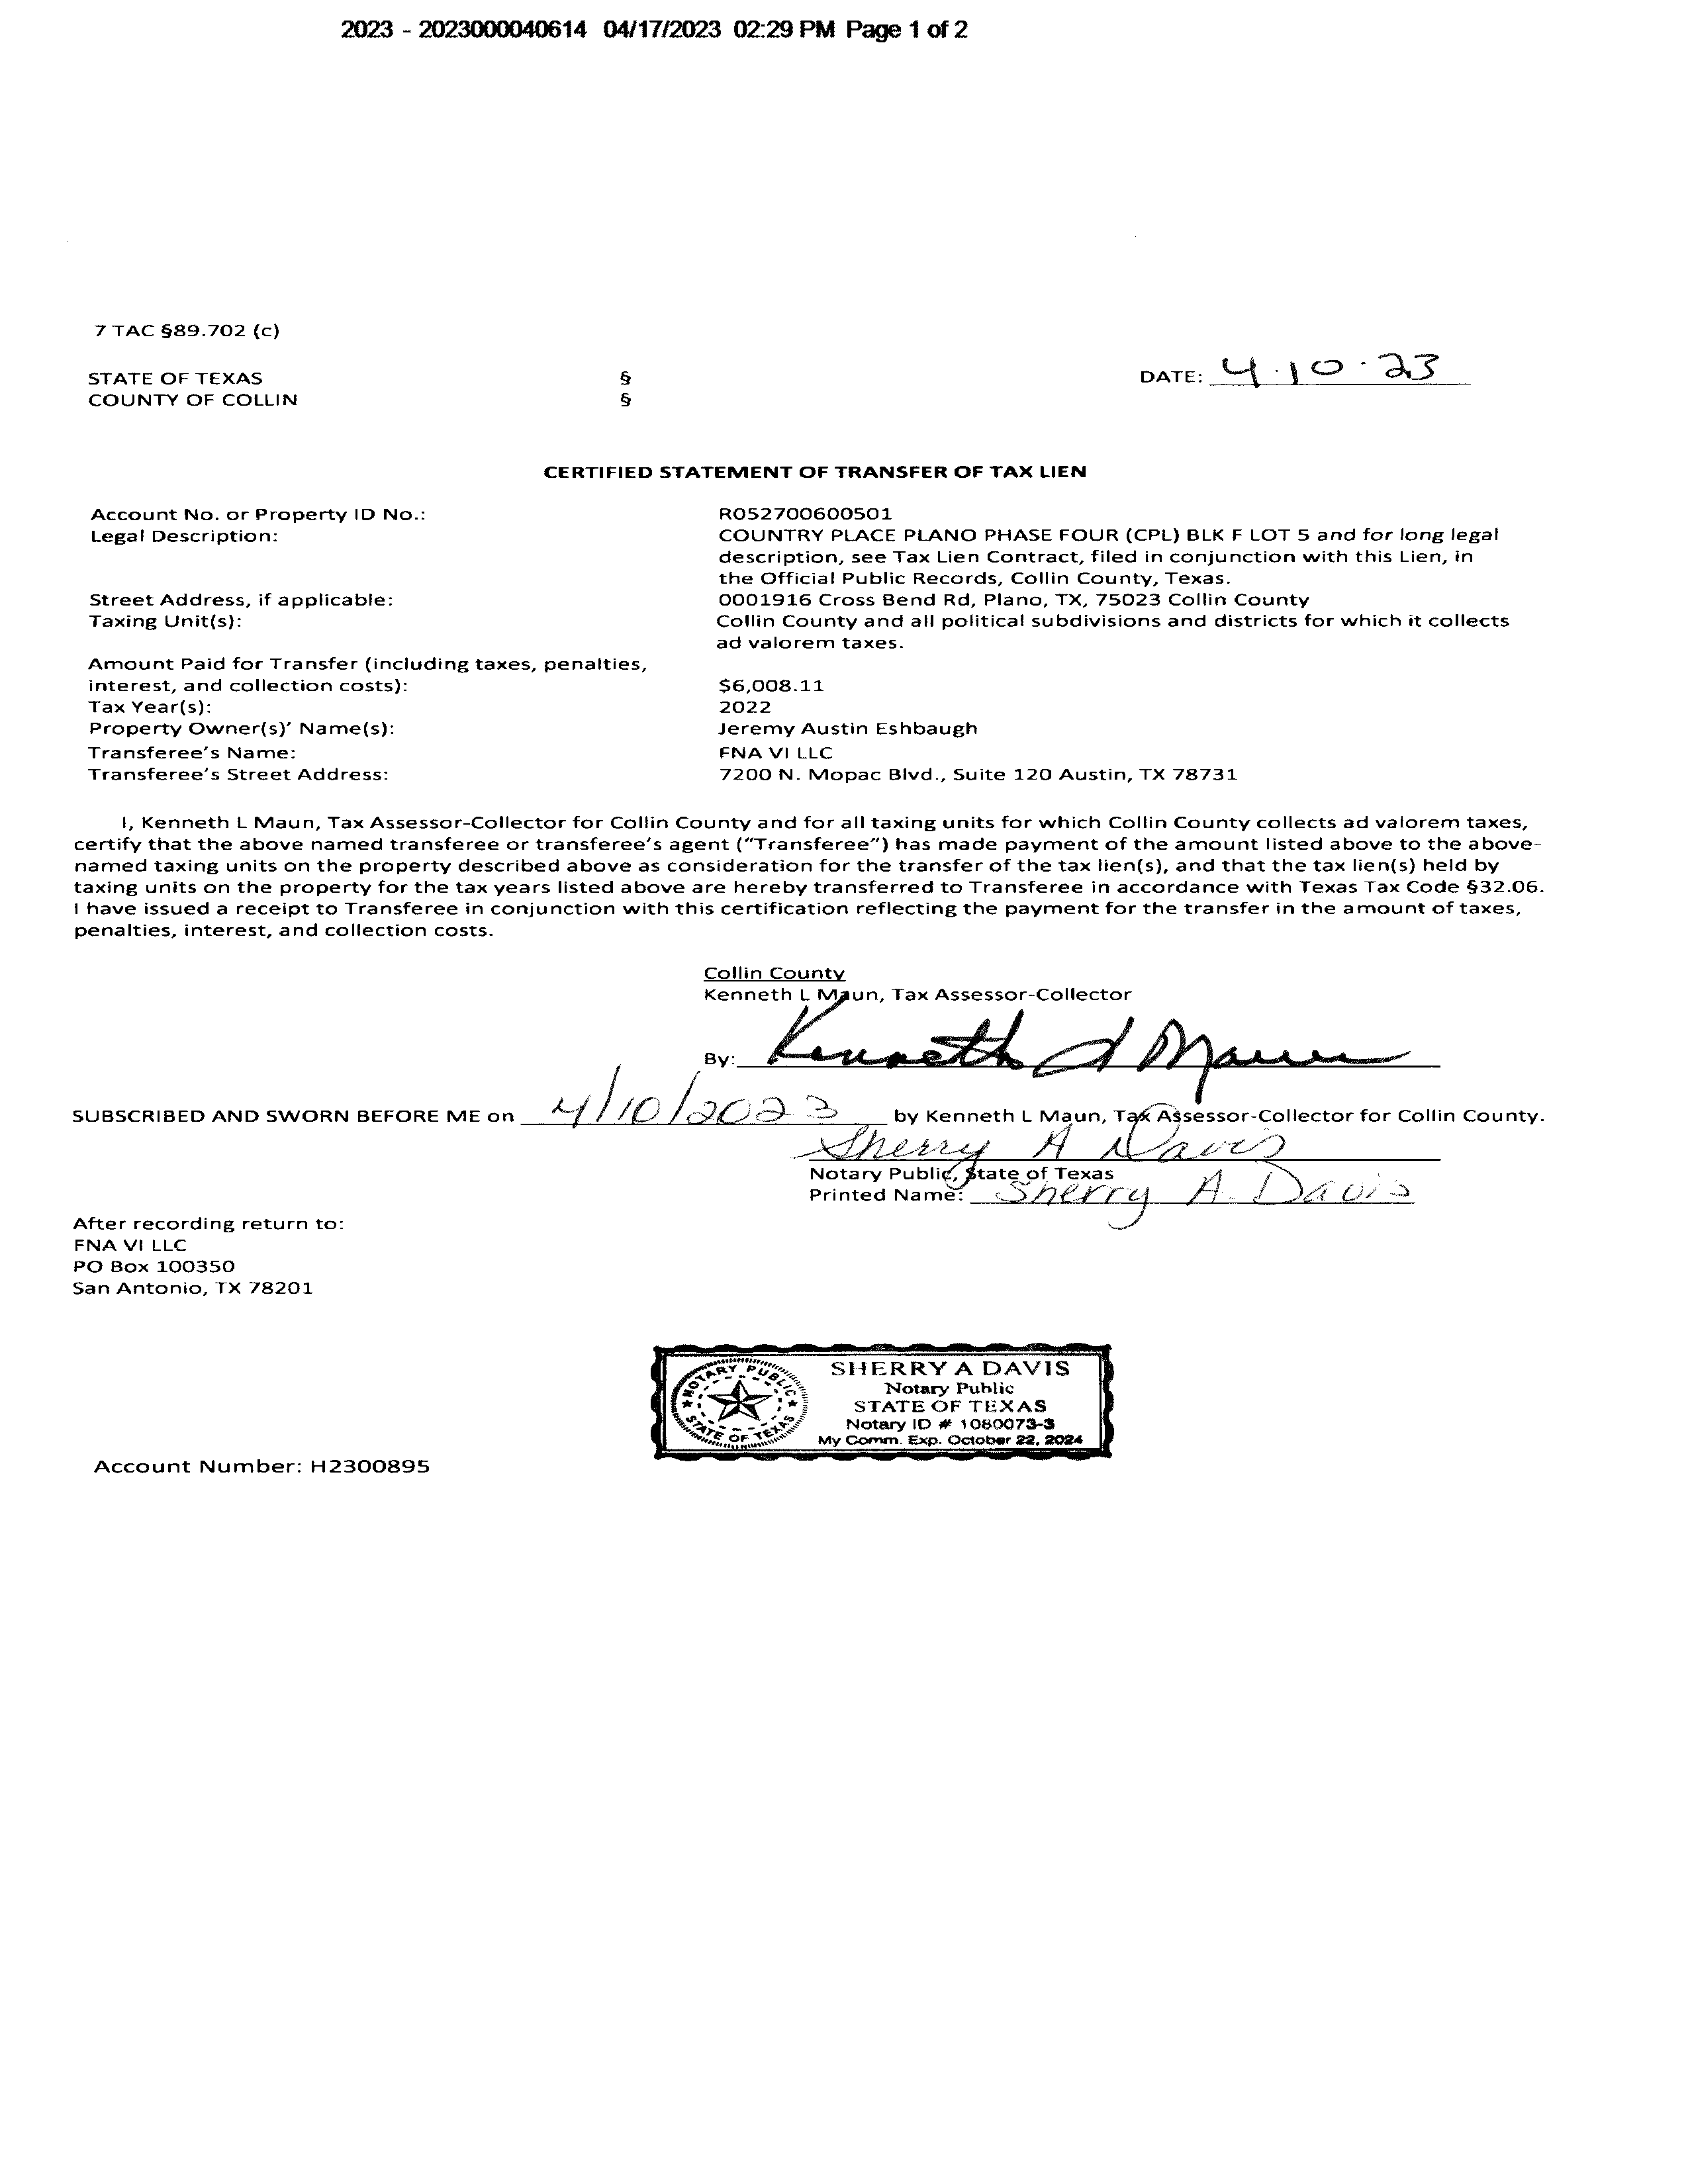 2023 - 2023000040614 04/17/2023 02:29 PM Page 1 of 2
7 TAC §89.702 (c)
STATE OF TEXAS §
COUNTY OF COLLIN §
DATE: 4·10·23
CERTIFIED STATEMENT OF TRANSFER OF TAX LIEN
Account No. or Property ID No.: R052700600501
Legal Description: COUNTRY PLACE PLANO PHASE FOUR (CPL) BLK F LOT 5 and for long legal
description, see Tax Lien Contract, filed in conjunction with this Lien, in
the Official Public Records, Collin County, Texas.
Street Address, if applicable: 0001916 Cross Bend Rd, Plano, TX, 75023 Collin County
Taxing Unit(s): Collin County and all political subdivisions and districts for which it collects
ad valorem taxes.
Amount Paid for Transfer (including taxes, penalties,
interest, and collection costs): $6,008.11
Tax Year(s): 2022
Property Owner(s)' Name(s): Jeremy Austin Eshbaugh
Transferee's Name: FNA VI LLC
Transferee's Street Address: 7200 N. Mopac Blvd., Suite 120 Austin, TX 78731
I, Kenneth L Maun, Tax Assessor-Collector for Collin County and for all taxing units for which Collin County collects ad valorem taxes,
certify that the above named transferee or transferee's agent ("Transferee") has made payment of the amount listed above to the above-
named taxing units on the property described above as consideration for the transfer of the tax lien(s), and that the tax lien(s) held by
taxing units on the property for the tax years listed above are hereby transferred to Transferee in accordance with Texas Tax Code §32.06.
I have issued a receipt to Transferee in conjunction with this certification reflecting the payment for the transfer in the amount of taxes,
penalties, interest, and collection costs.
Collin County
Kenneth L Maun, Tax Assessor-Collector
By: Kenneth L Maun
SUBSCRIBED AND SWORN BEFORE ME on 4/10/2023 by Kenneth L Maun, Tax Assessor-Collector for Collin County.
Sherry A Davis
Notary Public, State of Texas
Printed Name: Sherry A. Davis
After recording return to:
FNA VI LLC
PO Box 100350
San Antonio, TX 78201
NOTARY PUBLIC
STATE OF TEXAS
SHERRY A DAVIS
Notary Public
STATE OF TEXAS
Notary ID # 1080073-3
My Comm. Exp. October 22, 2024
Account Number: H2300895